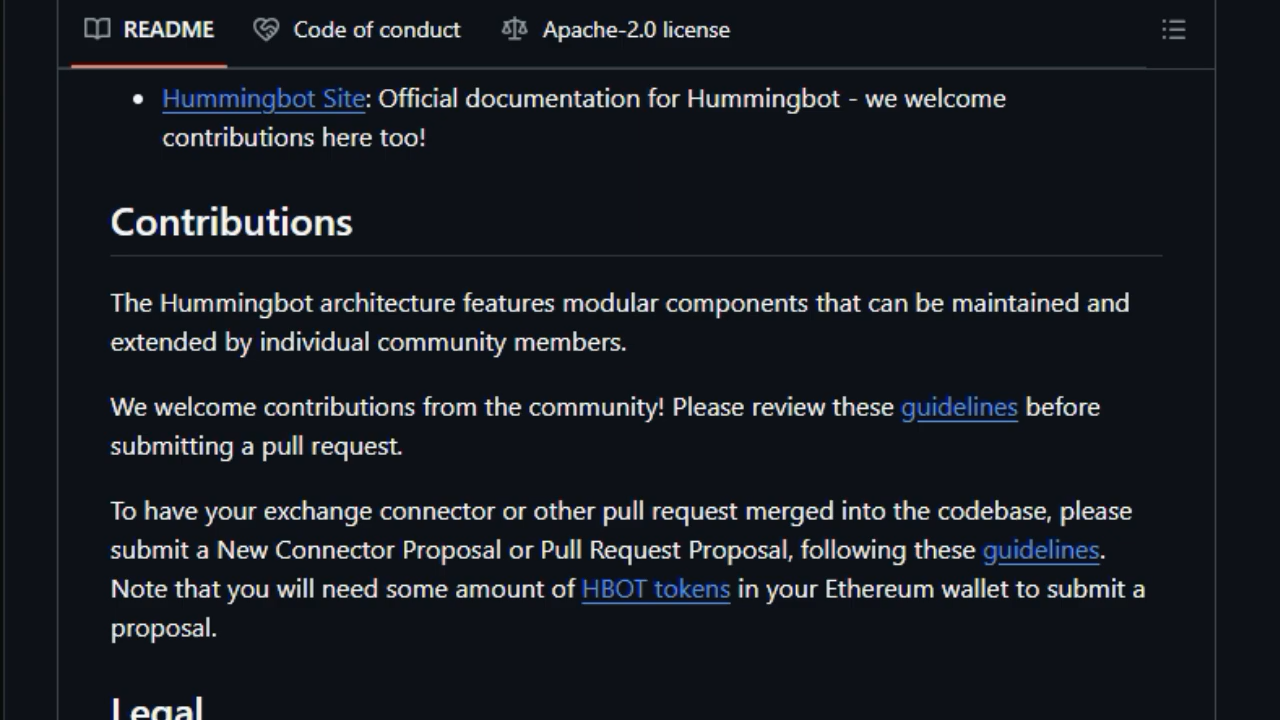 README
Code of conduct
Apache-2.0 license
Hummingbot Site: Official documentation for Hummingbot - we welcome
contributions here too!
Contributions
The Hummingbot architecture features modular components that can be maintained and
extended by individual community members.
We welcome contributions from the community! Please review these guidelines before
submitting a pull request.
To have your exchange connector or other pull request merged into the codebase, please
submit a New Connector Proposal or Pull Request Proposal, following these guidelines.
Note that you will need some amount of HBOT tokens in your Ethereum wallet to submit a
proposal.
Legal